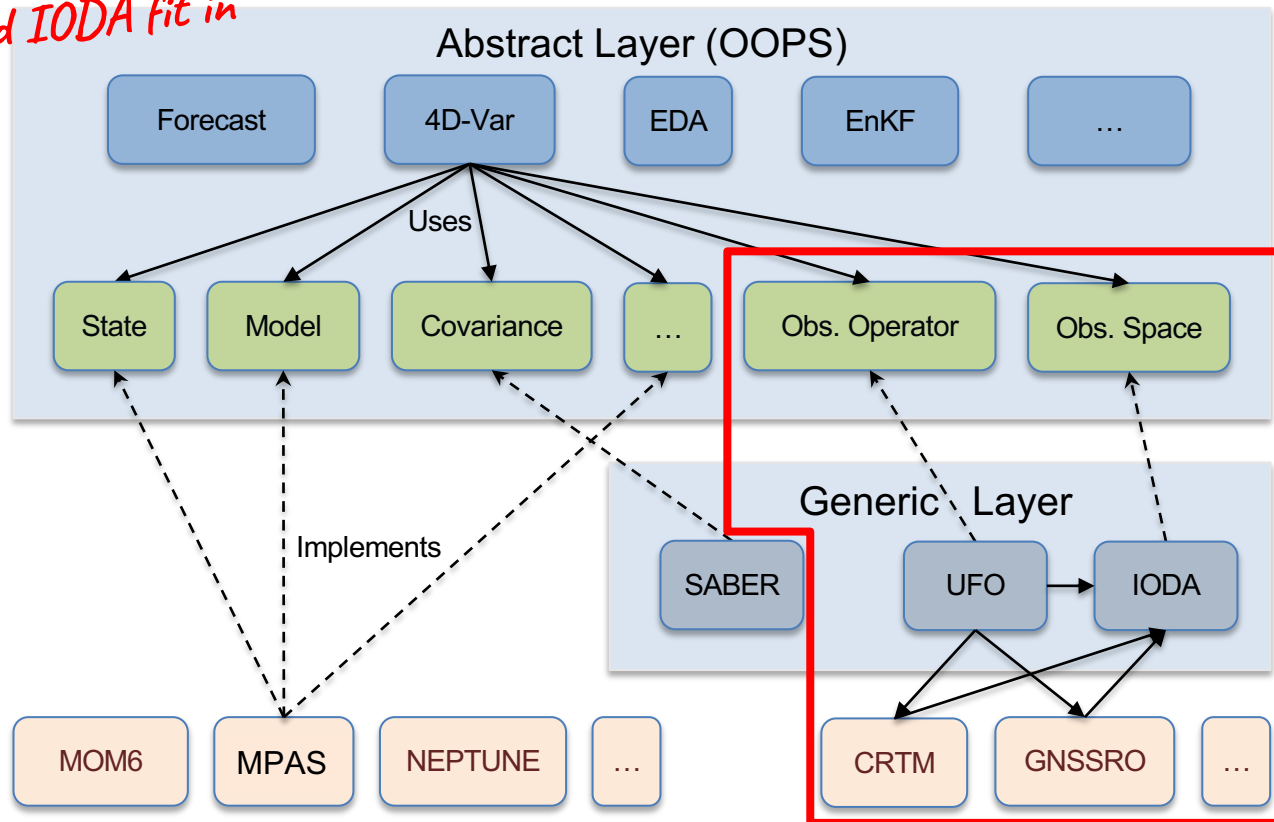 d IODA fit in
Abstract Layer (OOPS)
Forecast
4D-Var
EDA
EnKF
…
Uses
State
Model
Covariance
…
Obs. Operator
Obs. Space
Generic Layer
Implements
SABER
UFO
IODA
MOM6
MPAS
NEPTUNE
…
CRTM
GNSSRO
…